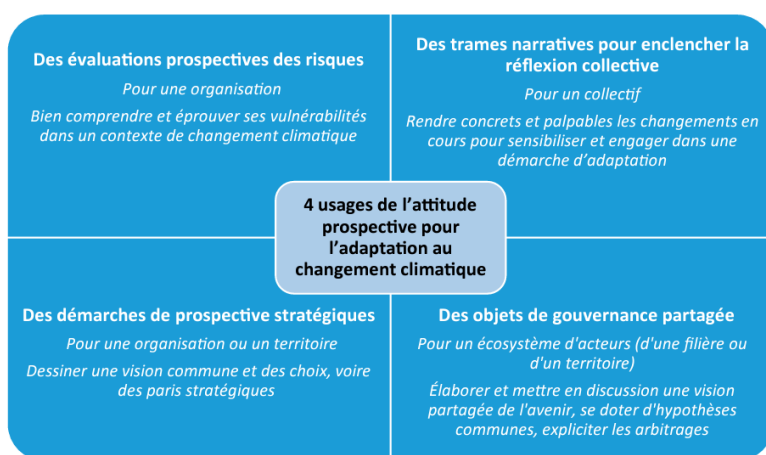 Des évaluations prospectives des risques
Pour une organisation
Bien comprendre et éprouver ses vulnérabilités
dans un contexte de changement climatique
Des trames narratives pour enclencher la
réflexion collective
Pour un collectif
Rendre concrets et palpables les changements en
cours pour sensibiliser et engager dans une
démarche d’adaptation
4 usages de l’attitude
prospective pour
l’adaptation au
changement climatique
Des démarches de prospective stratégiques
Pour une organisation ou un territoire
Dessiner une vision commune et des choix, voire
des paris stratégiques
Des objets de gouvernance partagée
Pour un écosystème d'acteurs (d'une filière ou
d'un territoire)
Élaborer et mettre en discussion une vision
partagée de l'avenir, se doter d'hypothèses
communes, expliciter les arbitrages